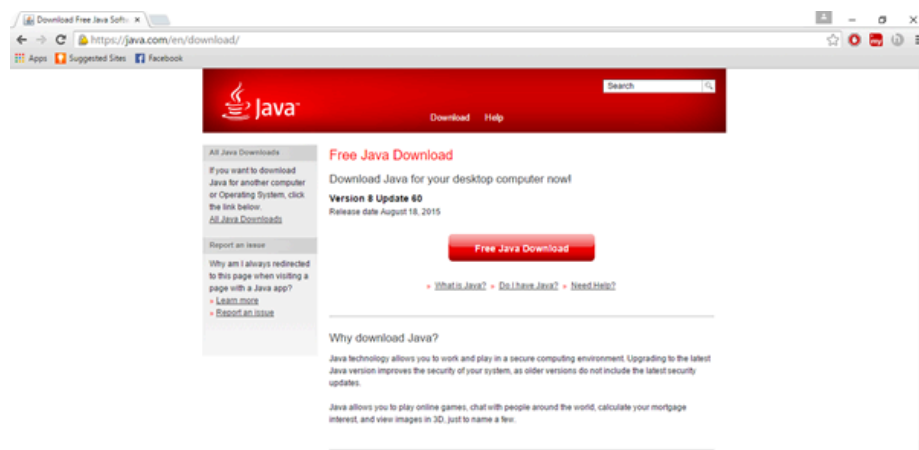 Download Free Java Softw
https://java.com/en/download/
Apps Suggested Sites Facebook
Java
Search
Download Help
All Java Downloads
If you want to download
Java for another computer
or Operating System, click
the link below.
All Java Downloads
Report an issue
Why am I always redirected
to this page when visiting a
page with a Java app?
» Learn more
» Report an issue
Free Java Download
Download Java for your desktop computer now!
Version 8 Update 60
Release date August 18, 2015
Free Java Download
» What is Java? » Do I have Java? » Need Help?
Why download Java?
Java technology allows you to work and play in a secure computing environment. Upgrading to the latest
Java version improves the security of your system, as older versions do not include the latest security
updates.
Java allows you to play online games, chat with people around the world, calculate your mortgage
interest, and view images in 3D, just to name a few.